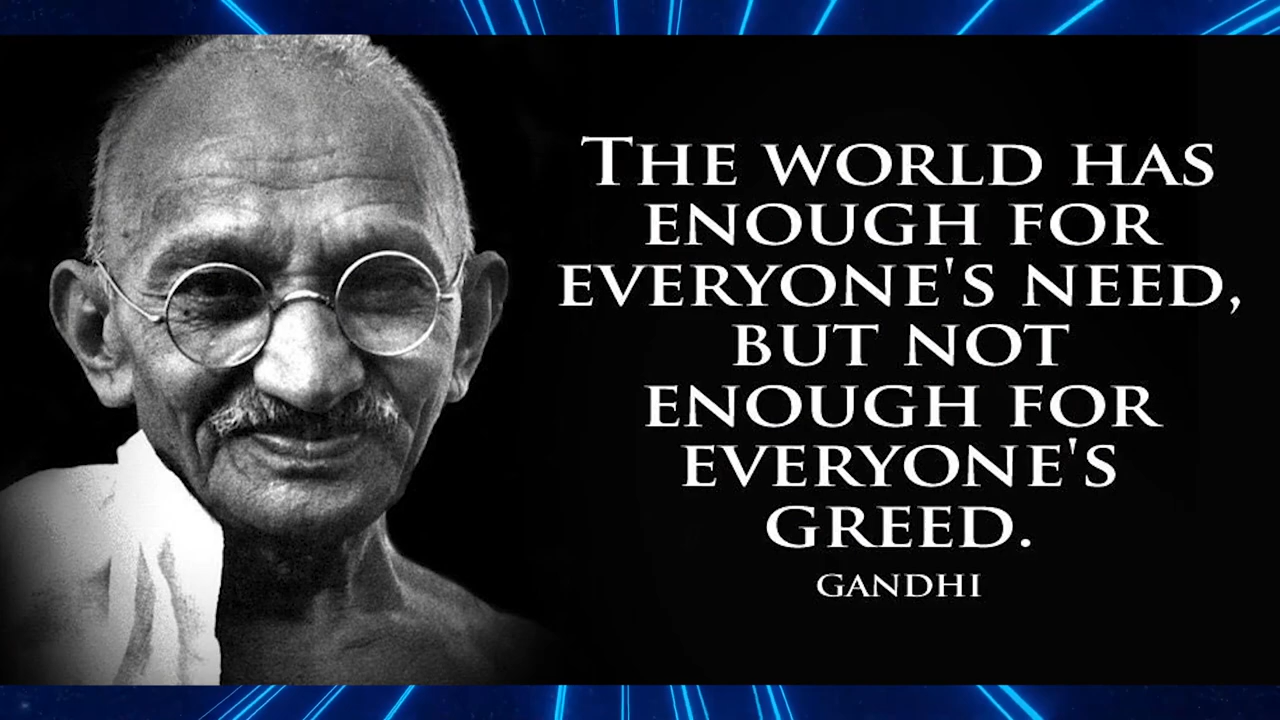 THE WORLD HAS
ENOUGH FOR
EVERYONE'S NEED,
BUT NOT
ENOUGH FOR
EVERYONE'S
GREED.
GANDHI